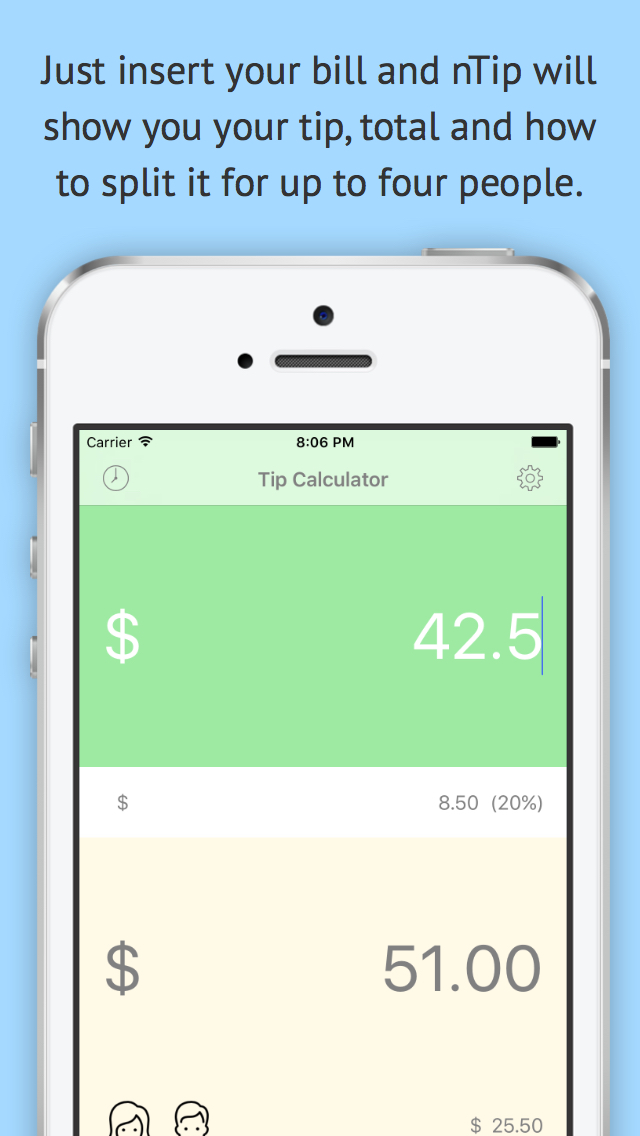 Just insert your bill and nTip will
show you your tip, total and how
to split it for up to four people.
Carrier 8:06 PM
Tip Calculator
$ 42.5
$ 8.50 (20%)
$ 51.00
$ 25.50